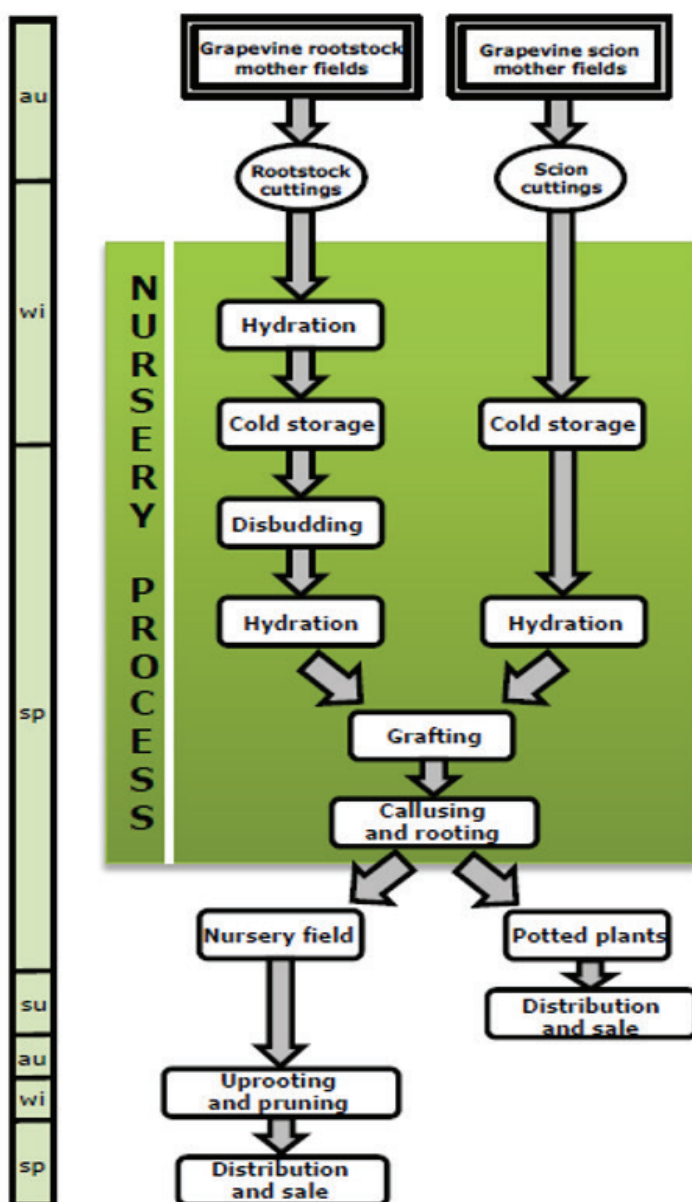 au
wi
sp
su
au
wi
sp
Grapevine rootstock
mother fields
Grapevine scion
mother fields
Rootstock
cuttings
Scion
cuttings
NURSERY PROCESS
Hydration
Cold storage
Cold storage
Disbudding
Hydration
Hydration
Grafting
Callusing
and rooting
Nursery field
Potted plants
Distribution
and sale
Uprooting
and pruning
Distribution
and sale